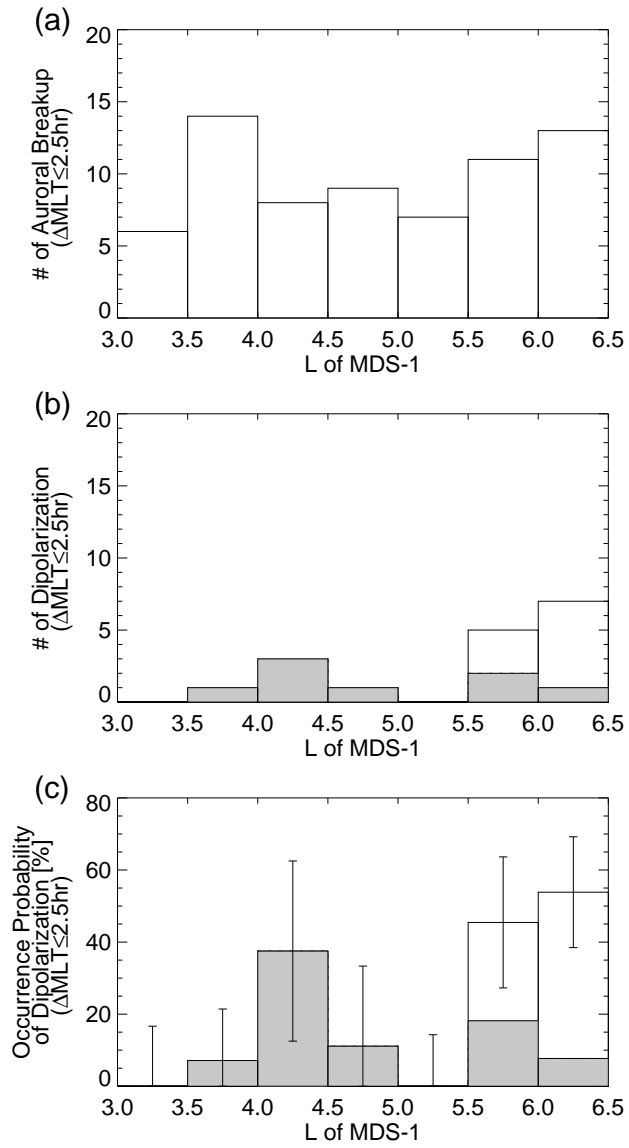 (a)
20
15
10
5
0
# of Auroral Breakup
(ΔMLT≤2.5hr)
3.0 3.5 4.0 4.5 5.0 5.5 6.0 6.5
L of MDS-1
(b)
20
15
10
5
0
# of Dipolarization
(ΔMLT≤2.5hr)
3.0 3.5 4.0 4.5 5.0 5.5 6.0 6.5
L of MDS-1
(c)
80
60
40
20
0
Occurrence Probability
of Dipolarization [%]
(ΔMLT≤2.5hr)
3.0 3.5 4.0 4.5 5.0 5.5 6.0 6.5
L of MDS-1